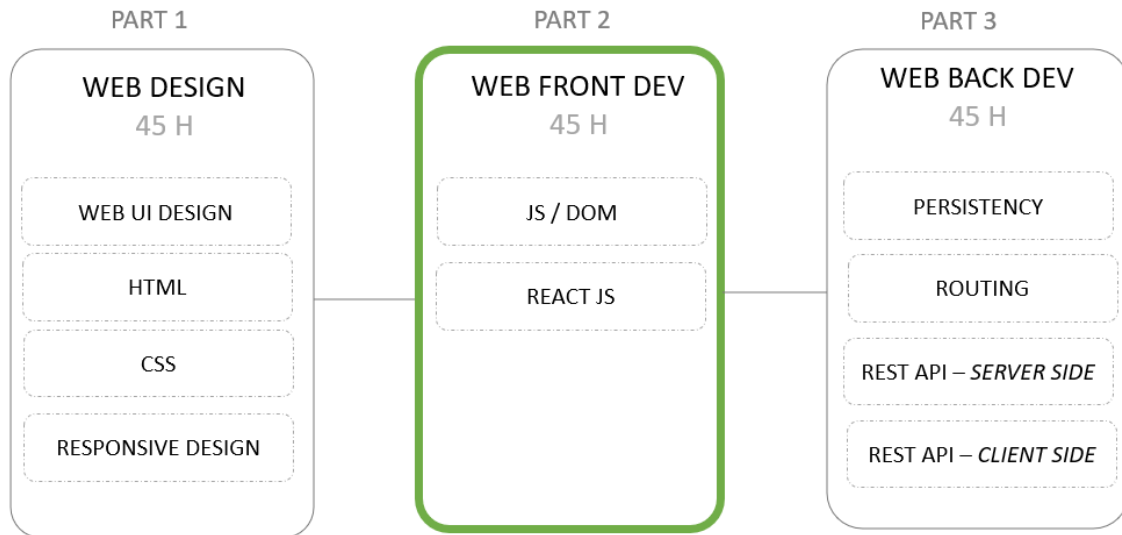 PART 1
WEB DESIGN
45 H
WEB UI DESIGN
HTML
CSS
RESPONSIVE DESIGN
PART 2
WEB FRONT DEV
45 H
JS / DOM
REACT JS
PART 3
WEB BACK DEV
45 H
PERSISTENCY
ROUTING
REST API – SERVER SIDE
REST API – CLIENT SIDE